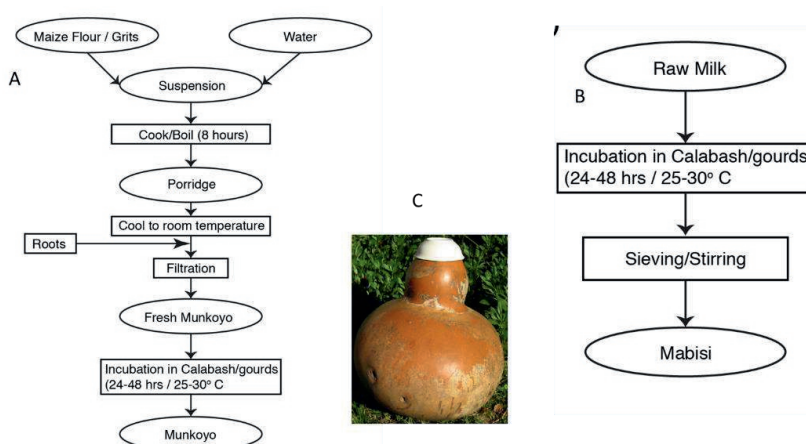 A
Maize Flour / Grits
Water
Suspension
Cook/Boil (8 hours)
Porridge
Cool to room temperature
Roots
Filtration
Fresh Munkoyo
Incubation in Calabash/gourds
(24-48 hrs / 25-30° C
Munkoyo
C
B
Raw Milk
Incubation in Calabash/gourds
(24-48 hrs / 25-30° C
Sieving/Stirring
Mabisi